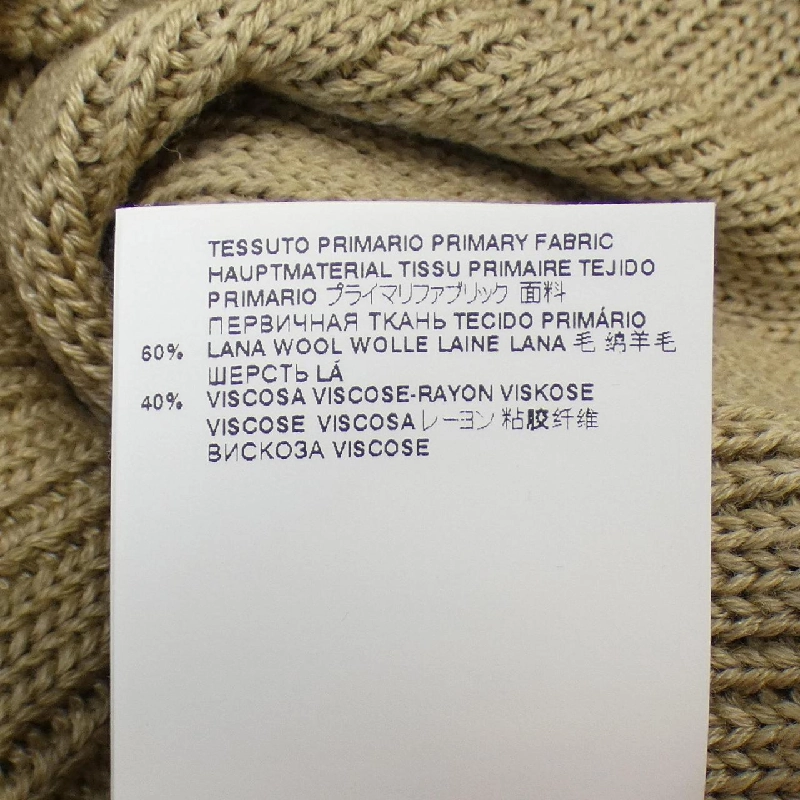 TESSUTO PRIMARIO PRIMARY FABRIC
HAUPTMATERIAL TISSU PRIMAIRE TEJIDO
PRIMARIO プライマリファブリック 面料
ПЕРВИЧНАЯ ТКАНЬ TECIDO PRIMÁRIO
60% LANA WOOL WOLLE LAINE LANA 毛 绵羊毛
ШЕРСТЬ LÁ
40% VISCOSA VISCOSE-RAYON VISKOSE
VISCOSE VISCOSA レーヨン 粘胶纤维
ВИСКОЗА VISCOSE